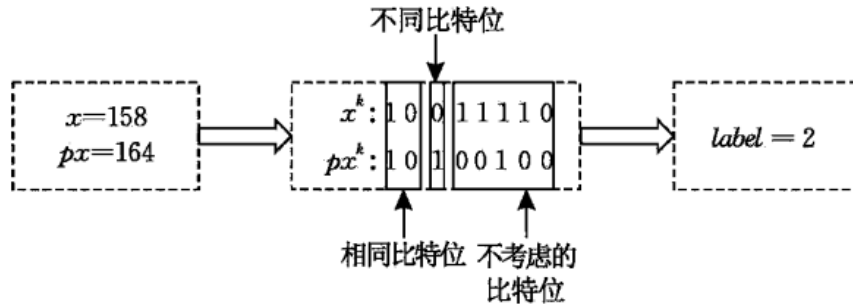 不同比特位
x=158
px=164
x^k: 1 0 0 1 1 1 1 0
px^k: 1 0 1 0 0 1 0 0
label = 2
相同比特位
不考虑的
比特位